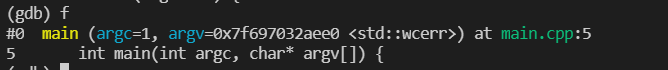 (gdb) f
#0  main (argc=1, argv=0x7f697032aee0 <std::wcerr>) at main.cpp:5
5       int main(int argc, char* argv[]) {